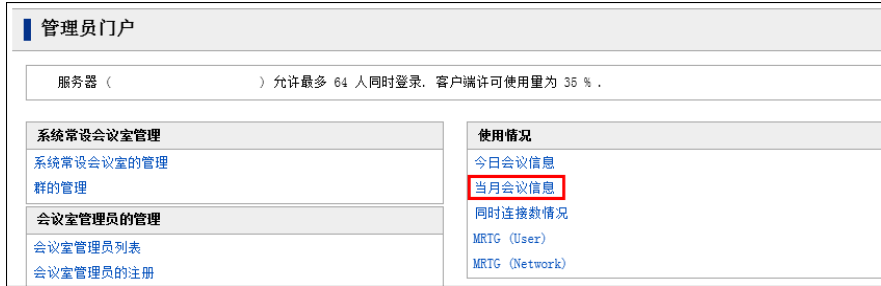 管理员门户
服务器（ ）允许最多 64 人同时登录. 客户端许可使用量为 35 % .
系统常设会议室管理
系统常设会议室的管理
群的管理
会议室管理员的管理
会议室管理员列表
会议室管理员的注册
使用情况
今日会议信息
当月会议信息
同时连接数情况
MRTG (User)
MRTG (Network)